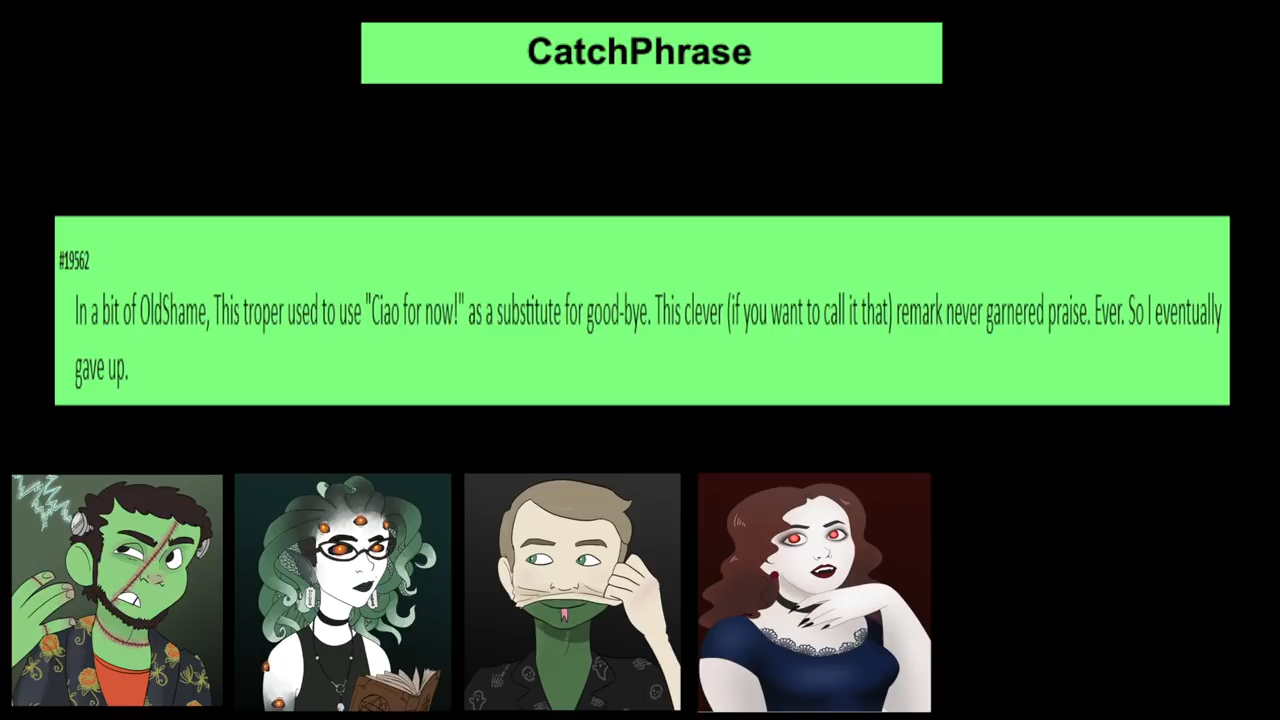 CatchPhrase
#19562
In a bit of OldShame, This troper used to use "Ciao for now!" as a substitute for good-bye. This clever (if you want to call it that) remark never garnered praise. Ever. So I eventually
gave up.